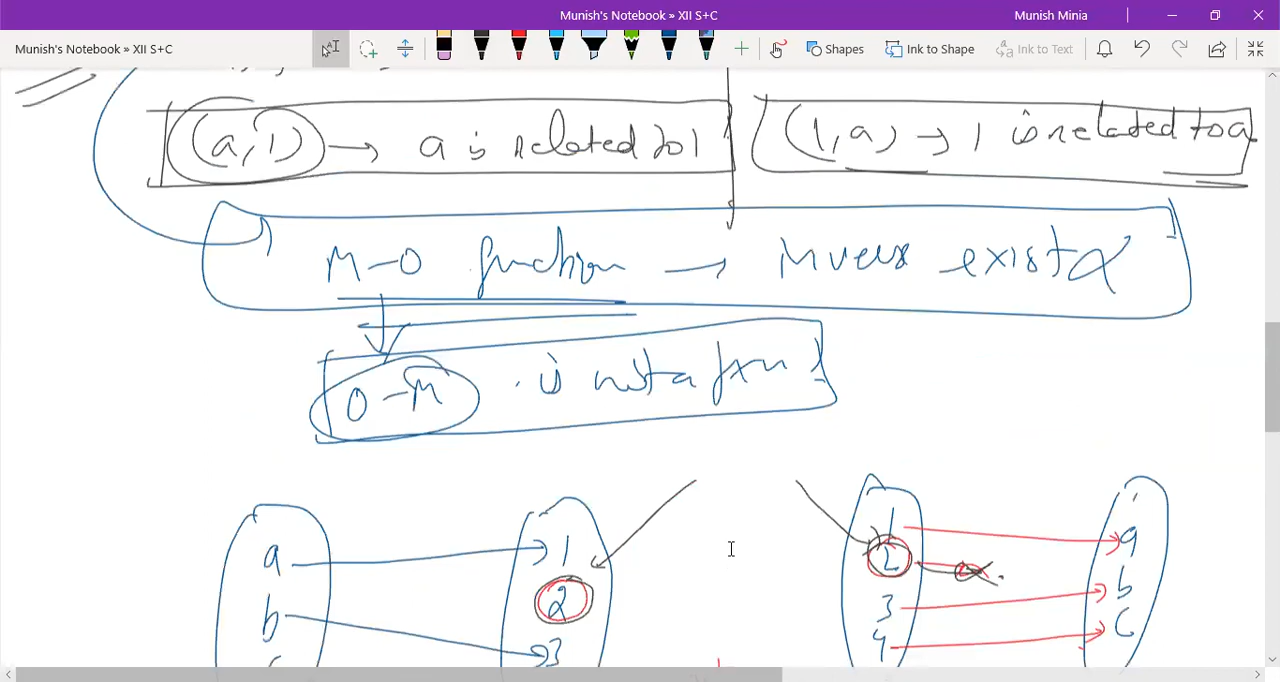 Munish's Notebook » XII S+C
Munish Minia
Munish's Notebook » XII S+C
Shapes
Ink to Shape
Ink to Text
(a,1) → a is related to 1
(1,a) → 1 is related to a
M-O function → Inverse exist
O-M is not a fxn
a
b
1
2
3
1
2
3
4
a
b
c